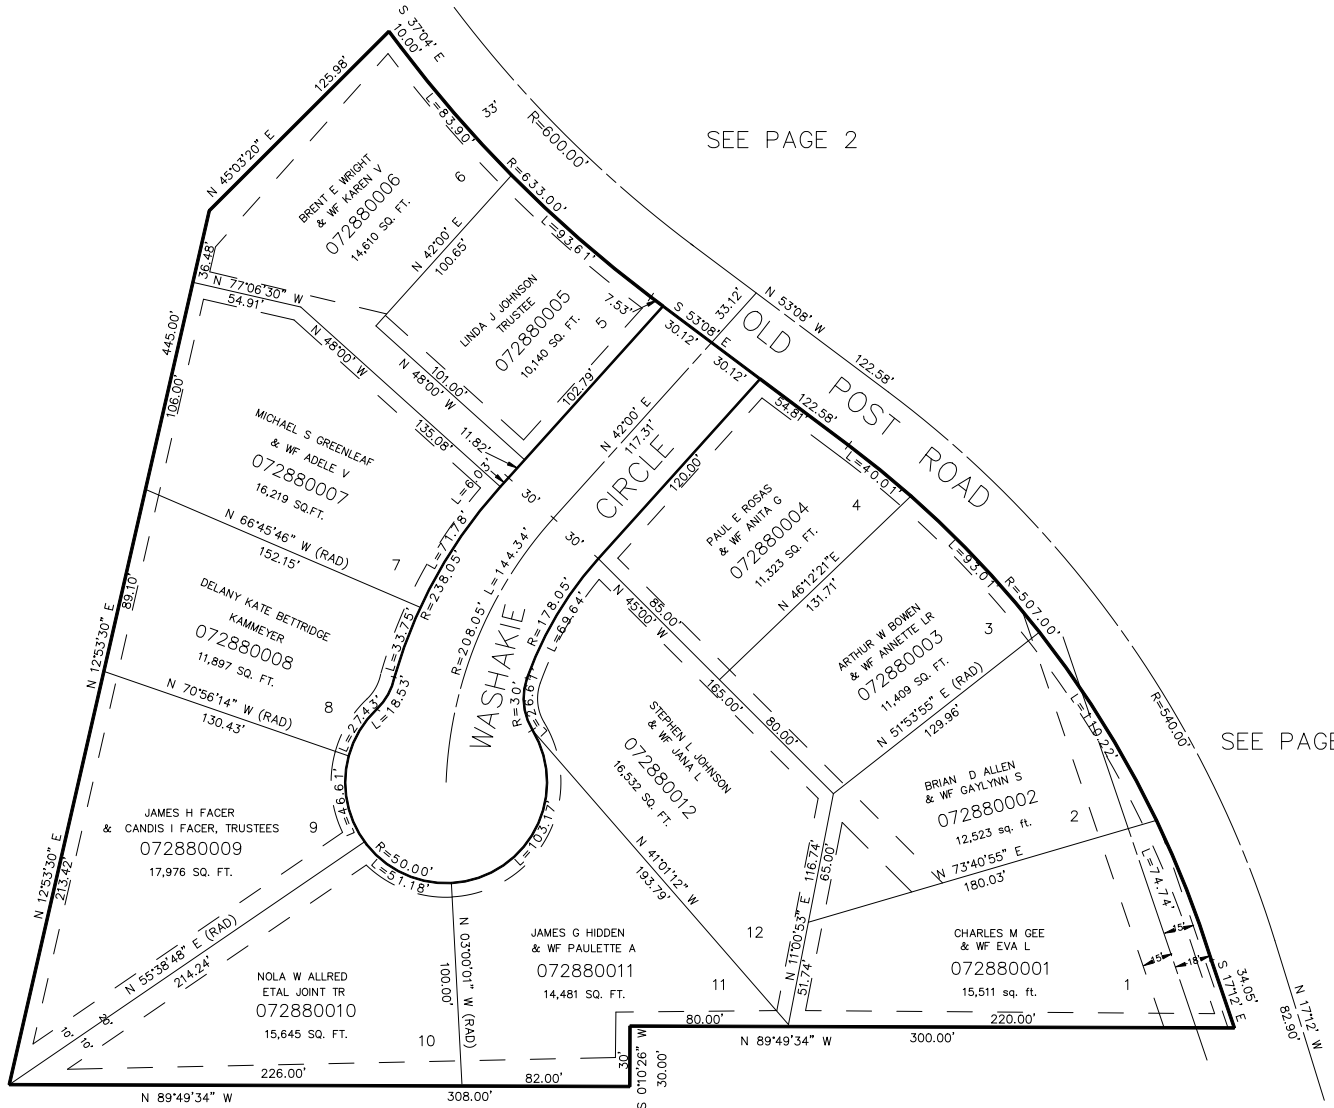 S 37°04' E
10.00'
125.98'
N 45°03'20" E
33'
R=600.00'
SEE PAGE 2
L=83.90'
R=633.00'
L=93.61'
BRENT E WRIGHT
& WF KAREN V
072880006
14,610 SQ. FT.
6
N 42°00' E
100.65'
36.48'
N 77°06'30" W
54.91'
LINDA J JOHNSON
TRUSTEE
072880005
10,140 SQ. FT.
5
7.53'
S 53°08' E
30.12'
30.12'
33.12'
N 53°08' W
122.58'
OLD POST ROAD
N 48°00' W
101.00'
N 48°00' W
135.08'
102.79'
11.82'
L=6.03'
445.00'
106.00'
MICHAEL S GREENLEAF
& WF ADELE V
072880007
16,219 SQ.FT.
7
N 42°00' E
117.31'
30'
30'
WASHAKIE CIRCLE
120.00'
122.58'
54.81'
L=40.01'
PAUL E ROSAS
& WF ANITA G
072880004
11,323 SQ. FT.
4
N 46°12'21"E
131.71'
L=93.01'
R=507.00'
N 66°45'46" W (RAD)
152.15'
L=71.78'
R=238.05'
L=144.34'
R=208.05'
R=178.05'
L=69.64'
N 45°00' W
85.00'
165.00'
80.00'
89.10'
N 12°53'30" E
DELANY KATE BETTRIDGE
KAMMEYER
072880008
11,897 SQ. FT.
8
L=33.75'
L=18.53'
L=27.43'
R=30'
L=26.61'
ARTHUR W BOWEN
& WF ANNETTE LR
072880003
11,409 SQ. FT.
3
N 51°53'55" E (RAD)
129.96'
L=110.22'
R=540.00'
SEE PAGE
N 70°56'14" W (RAD)
130.43'
STEPHEN L JOHNSON
& WF JANA L
072880012
16,532 SQ. FT.
12
BRIAN D ALLEN
& WF GAYLYNN S
072880002
12,523 sq. ft.
2
JAMES H FACER
& CANDIS I FACER, TRUSTEES
072880009
17,976 SQ. FT.
9
L=46.61'
R=50.00'
L=51.18'
L=103.17'
N 41°01'12" W
193.79'
116.74'
65.00'
N 11°00'53" E
51.74'
W 73°40'55" E
180.03'
L=74.74'
N 12°53'30" E
213.42'
N 55°38'48" E (RAD)
214.24'
20'
10'
10'
N 03°00'01" W (RAD)
100.00'
NOLA W ALLRED
ETAL JOINT TR
072880010
15,645 SQ. FT.
10
JAMES G HIDDEN
& WF PAULETTE A
072880011
14,481 SQ. FT.
11
CHARLES M GEE
& WF EVA L
072880001
15,511 sq ft.
1
15'
15'
18'
34.05'
S 17°12' E
N 17°12' W
82.90'
80.00'
220.00'
N 89°49'34" W
300.00'
30'
S 0°10'26" W
30.00'
226.00'
82.00'
N 89°49'34" W
308.00'